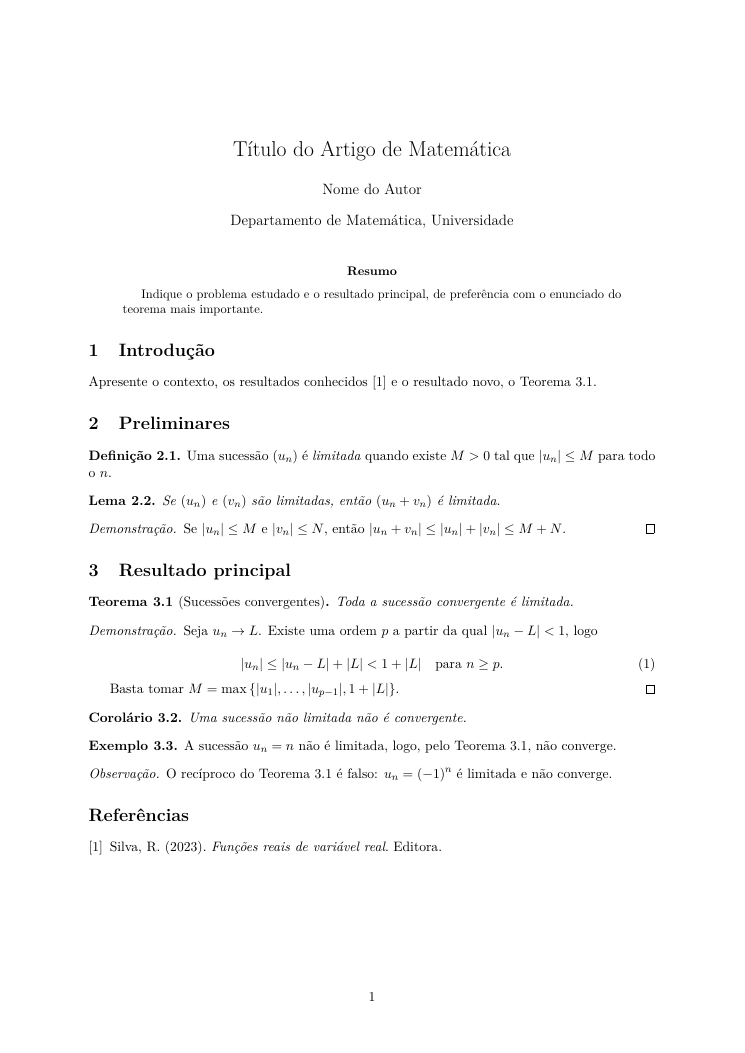 Título do Artigo de Matemática
Nome do Autor
Departamento de Matemática, Universidade
Resumo
Indique o problema estudado e o resultado principal, de preferência com o enunciado do
teorema mais importante.
1 Introdução
Apresente o contexto, os resultados conhecidos [1] e o resultado novo, o Teorema 3.1.
2 Preliminares
Definição 2.1. Uma sucessão (uₙ) é limitada quando existe M > 0 tal que |uₙ| ≤ M para todo
o n.
Lema 2.2. Se (uₙ) e (vₙ) são limitadas, então (uₙ + vₙ) é limitada.
Demonstração. Se |uₙ| ≤ M e |vₙ| ≤ N, então |uₙ + vₙ| ≤ |uₙ| + |vₙ| ≤ M + N. □
3 Resultado principal
Teorema 3.1 (Sucessões convergentes). Toda a sucessão convergente é limitada.
Demonstração. Seja uₙ → L. Existe uma ordem p a partir da qual |uₙ − L| < 1, logo
|uₙ| ≤ |uₙ − L| + |L| < 1 + |L| para n ≥ p. (1)
Basta tomar M = max {|u₁|, . . . , |uₚ₋₁|, 1 + |L|}. □
Corolário 3.2. Uma sucessão não limitada não é convergente.
Exemplo 3.3. A sucessão uₙ = n não é limitada, logo, pelo Teorema 3.1, não converge.
Observação. O recíproco do Teorema 3.1 é falso: uₙ = (−1)ⁿ é limitada e não converge.
Referências
[1] Silva, R. (2023). Funções reais de variável real. Editora.
1